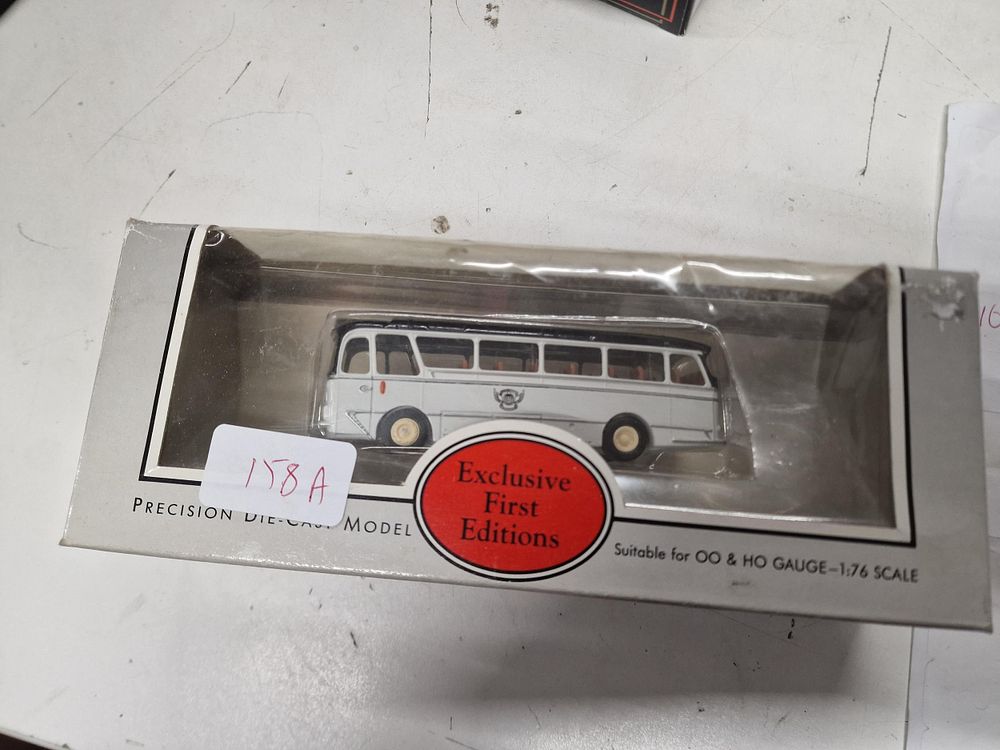 158A
PRECISION DIE-CAST MODEL
Exclusive
First
Editions
Suitable for OO & HO GAUGE–1:76 SCALE